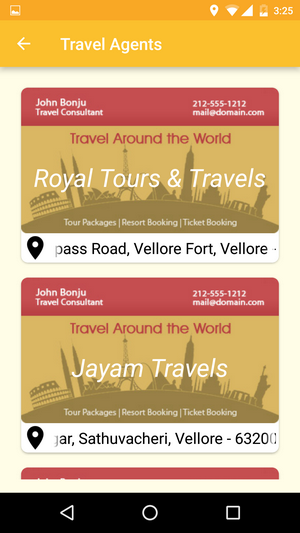 3:25
Travel Agents
John Bonju
Travel Consultant
212-555-1212
mail@domain.com
Travel Around the World
Royal Tours & Travels
Tour Packages | Resort Booking | Ticket Booking
pass Road, Vellore Fort, Vellore -
John Bonju
Travel Consultant
212-555-1212
mail@domain.com
Travel Around the World
Jayam Travels
Tour Packages | Resort Booking | Ticket Booking
gar, Sathuvacheri, Vellore - 63200